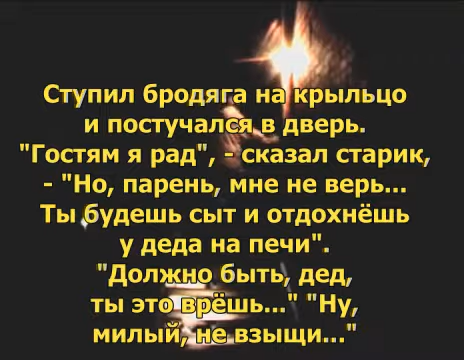 Ступил бродяга на крыльцо
и постучался в дверь.
"Гостям я рад", - сказал старик,
- "Но, парень, мне не верь...
Ты будешь сыт и отдохнёшь
у деда на печи".
"Должно быть, дед,
ты это врёшь..." "Ну,
милый, не взыщи..."